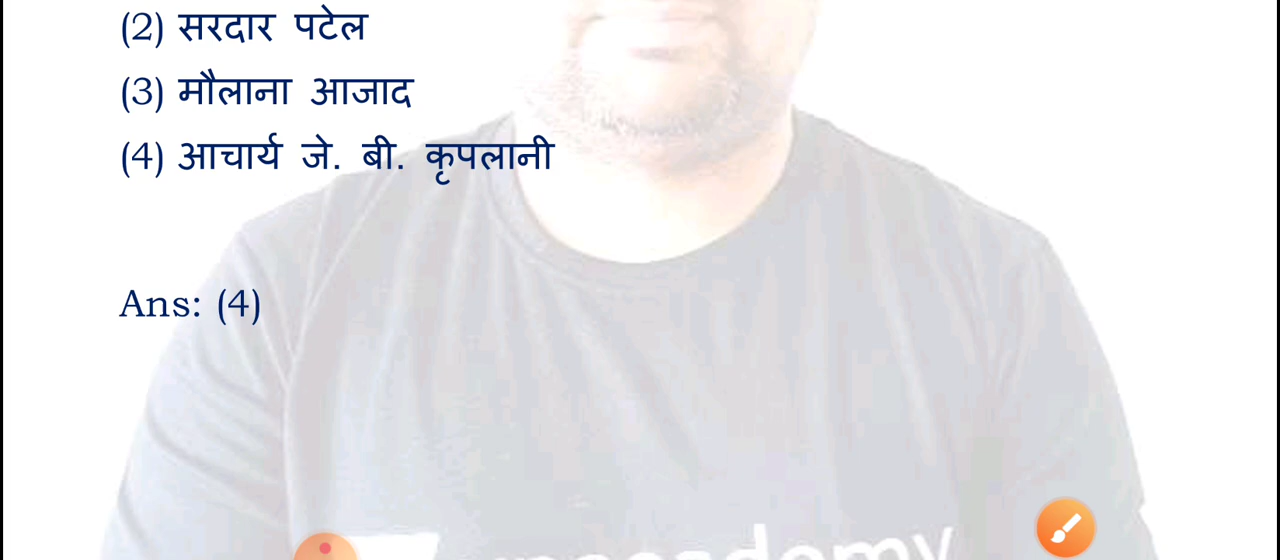 (2) सरदार पटेल
(3) मौलाना आजाद
(4) आचार्य जे. बी. कृपलानी
Ans: (4)